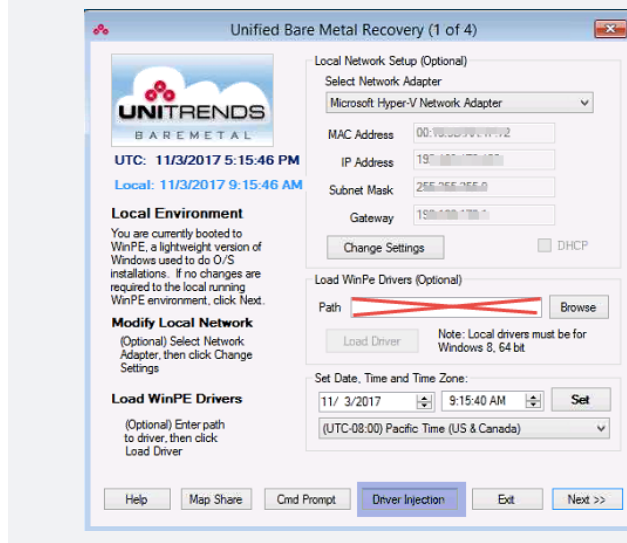 Unified Bare Metal Recovery (1 of 4)
UNITRENDS
BAREMETAL
UTC: 11/3/2017 5:15:46 PM
Local: 11/3/2017 9:15:46 AM
Local Environment
You are currently booted to
WinPE, a lightweight version of
Windows used to do O/S
installations. If no changes are
required to the local running
WinPE environment, click Next.
Modify Local Network
(Optional) Select Network
Adapter, then click Change
Settings
Load WinPE Drivers
(Optional) Enter path
to driver, then click
Load Driver
Local Network Setup (Optional)
Select Network Adapter
Microsoft Hyper-V Network Adapter
MAC Address
IP Address
Subnet Mask
Gateway
Change Settings
DHCP
Load WinPe Drivers (Optional)
Path
Browse
Load Driver
Note: Local drivers must be for
Windows 8, 64 bit
Set Date, Time and Time Zone:
11/ 3/2017
9:15:40 AM
Set
(UTC-08:00) Pacific Time (US & Canada)
Help
Map Share
Cmd Prompt
Driver Injection
Exit
Next >>